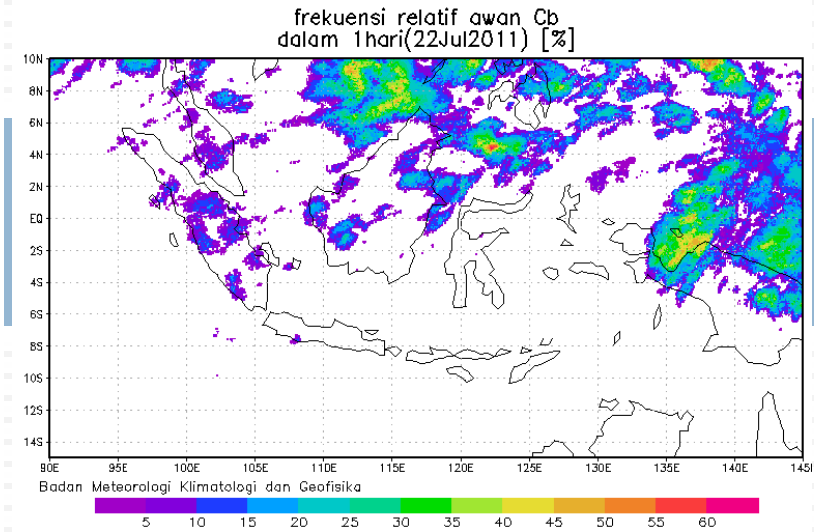 frekuensi relatif awan Cb
dalam 1hari(22Jul2011) [%]
10N
8N
6N
4N
2N
EQ
2S
4S
6S
8S
10S
12S
14S
90E 95E 100E 105E 110E 115E 120E 125E 130E 135E 140E 145E
Badan Meteorologi Klimatologi dan Geofisika
5 10 15 20 25 30 35 40 45 50 55 60